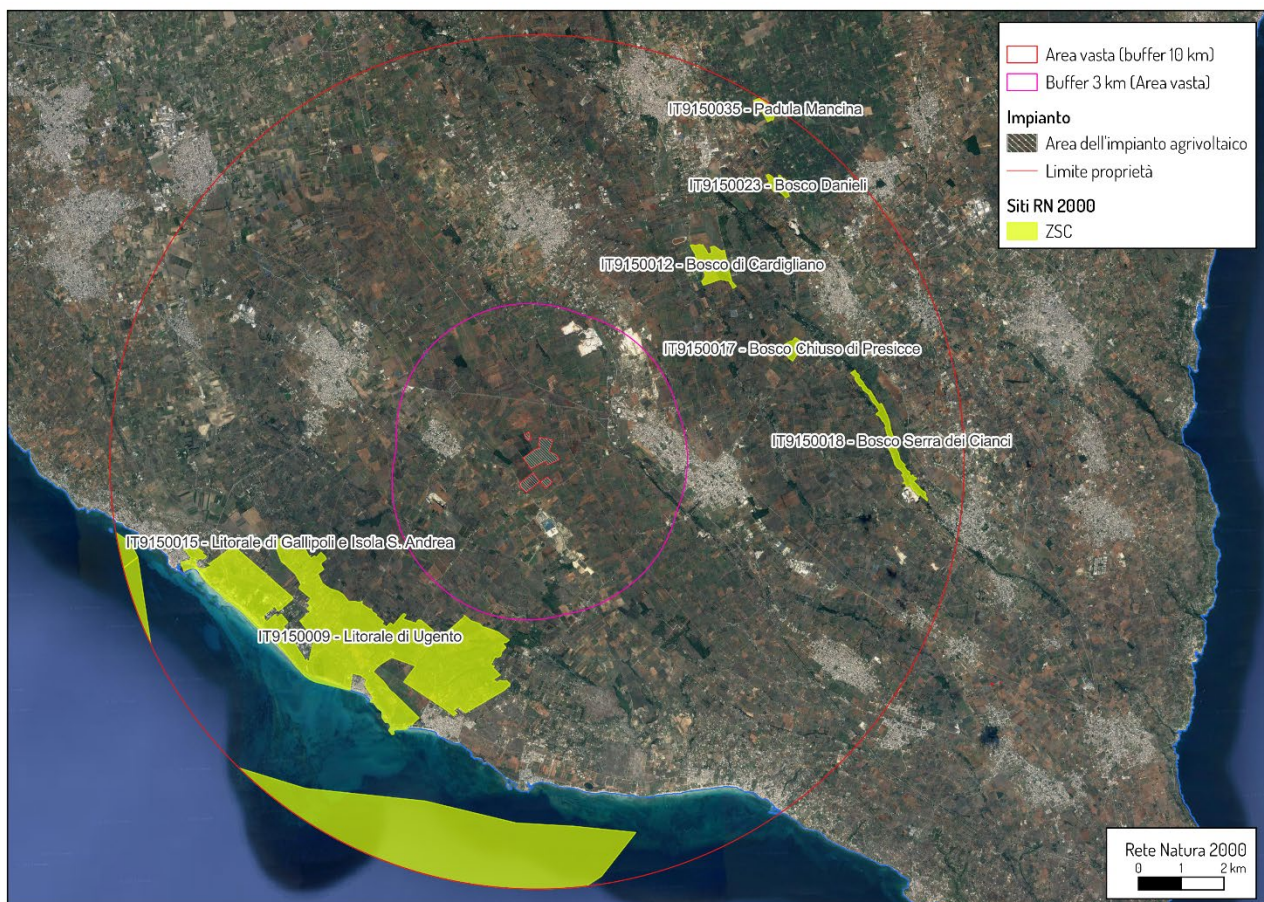 Area vasta (buffer 10 km)
Buffer 3 km (Area vasta)
Impianto
Area dell'impianto agrivoltaico
Limite proprietà
Siti RN 2000
ZSC
IT9150035 - Padula Mancina
IT9150023 - Bosco Danieli
IT9150012 - Bosco di Cardigliano
IT9150017 - Bosco Chiuso di Presicce
IT9150018 - Bosco Serra dei Cianci
IT9150015 - Litorale di Gallipoli e Isola S. Andrea
IT9150009 - Litorale di Ugento
Rete Natura 2000
0 1 2 km